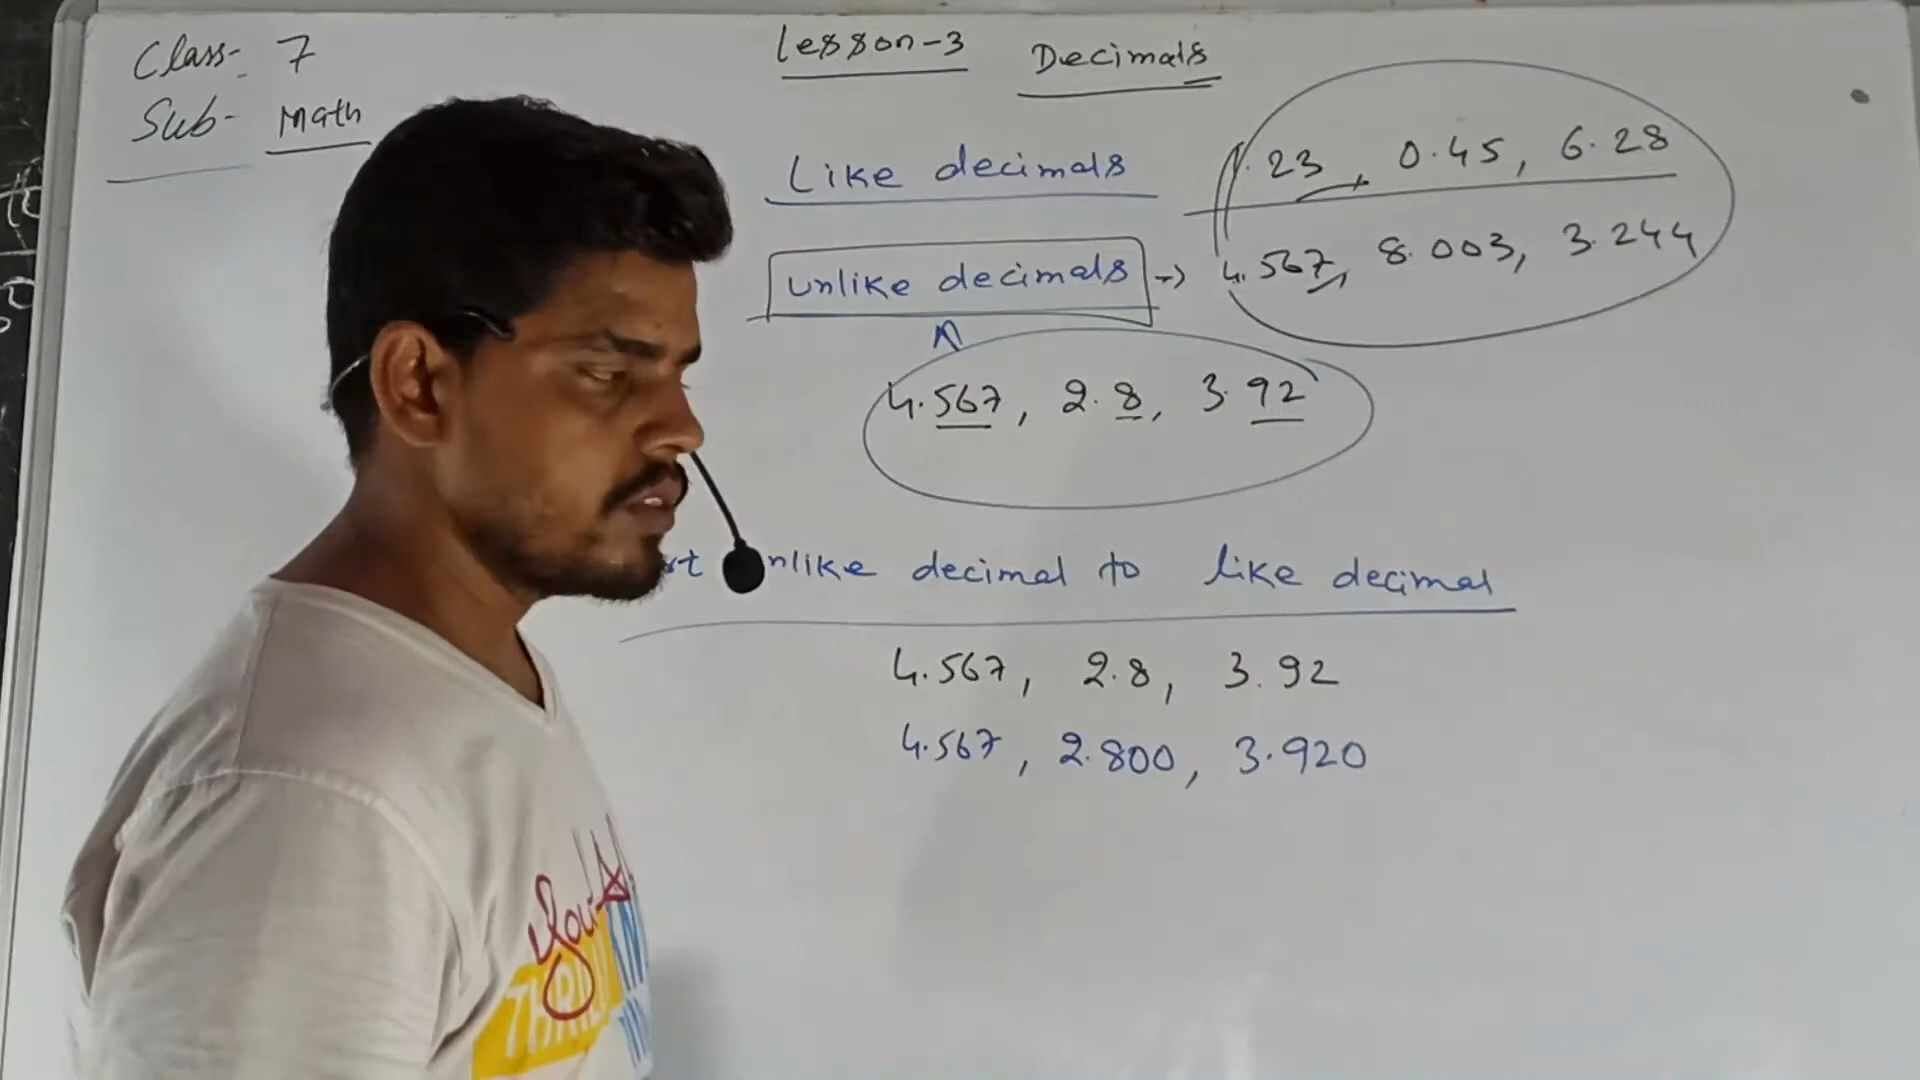 Class- 7
Sub- Math
Lesson-3 Decimals
Like decimals
.23, 0.45, 6.28
unlike decimals → 4.567, 8.003, 3.244
4.567, 2.8, 3.92
nlike decimal to like decimal
4.567, 2.8, 3.92
4.567, 2.800, 3.920
You